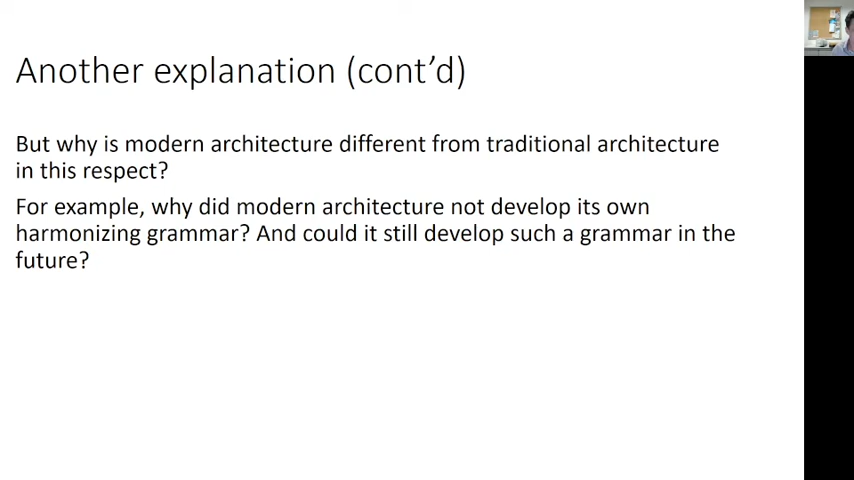 Another explanation (cont’d)
But why is modern architecture different from traditional architecture
in this respect?
For example, why did modern architecture not develop its own
harmonizing grammar? And could it still develop such a grammar in the
future?